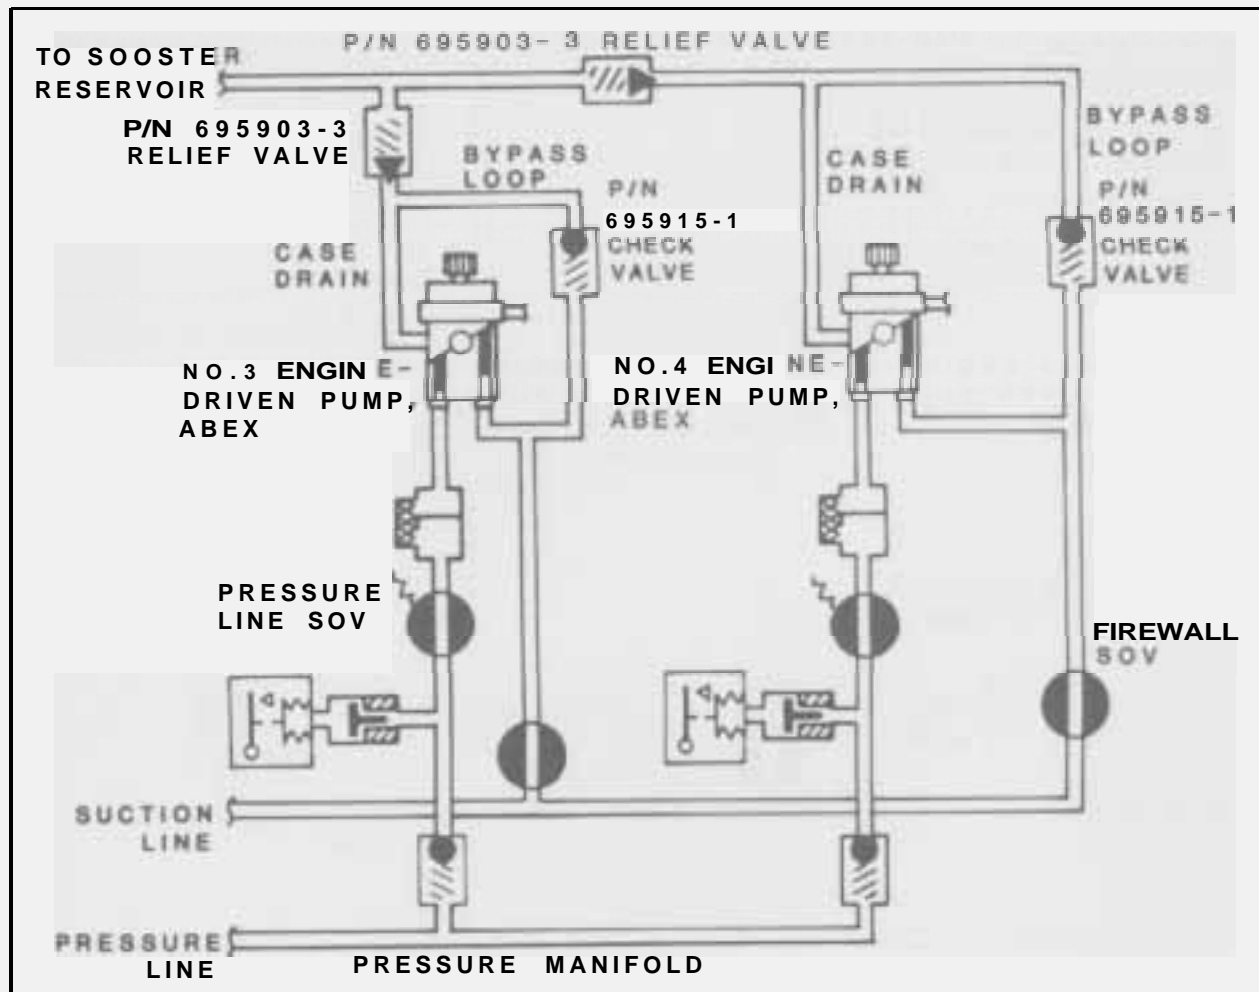 P/N 695903- 3 RELIEF VALVE
TO SOOSTER
RESERVOIR
P/N 695903-3
RELIEF VALVE
BYPASS
LOOP
P/N
695915-1
CHECK
VALVE
CASE
DRAIN
CASE
DRAIN
BYPASS
LOOP
P/N
695915-1
CHECK
VALVE
NO.3 ENGINE-
DRIVEN PUMP,
ABEX
NO.4 ENGINE-
DRIVEN PUMP,
ABEX
PRESSURE
LINE SOV
FIREWALL
SOV
SUCTION
LINE
PRESSURE
LINE
PRESSURE MANIFOLD